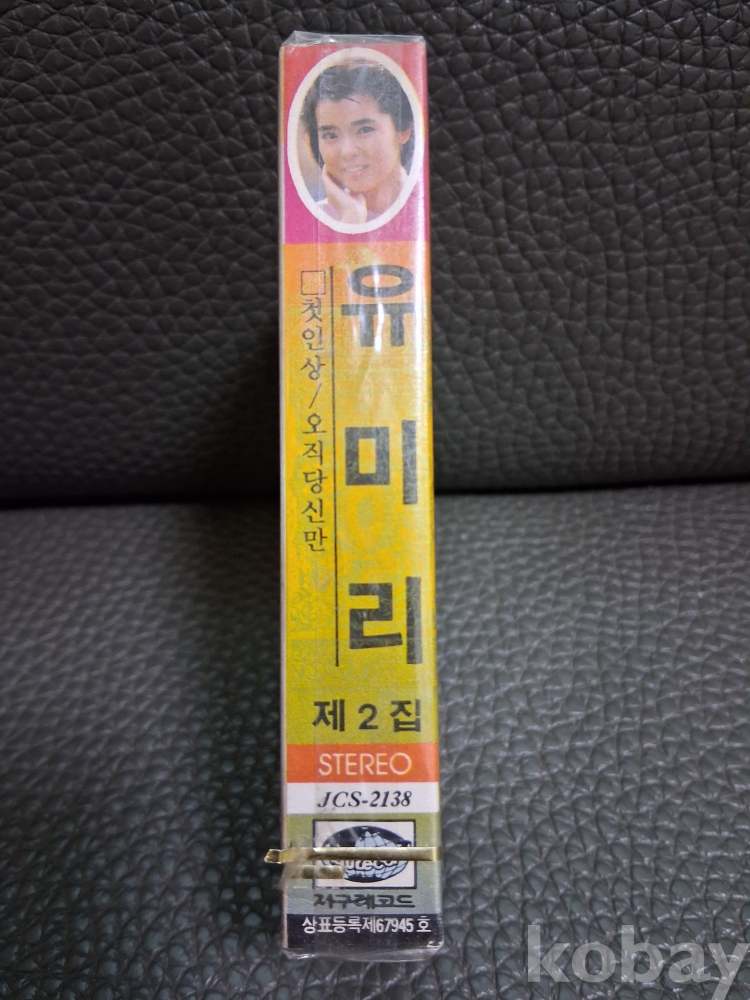 유미리
□첫인상/오직당신만
제2집
STEREO
JCS-2138
지구레코드
상표등록제67945호
kobay